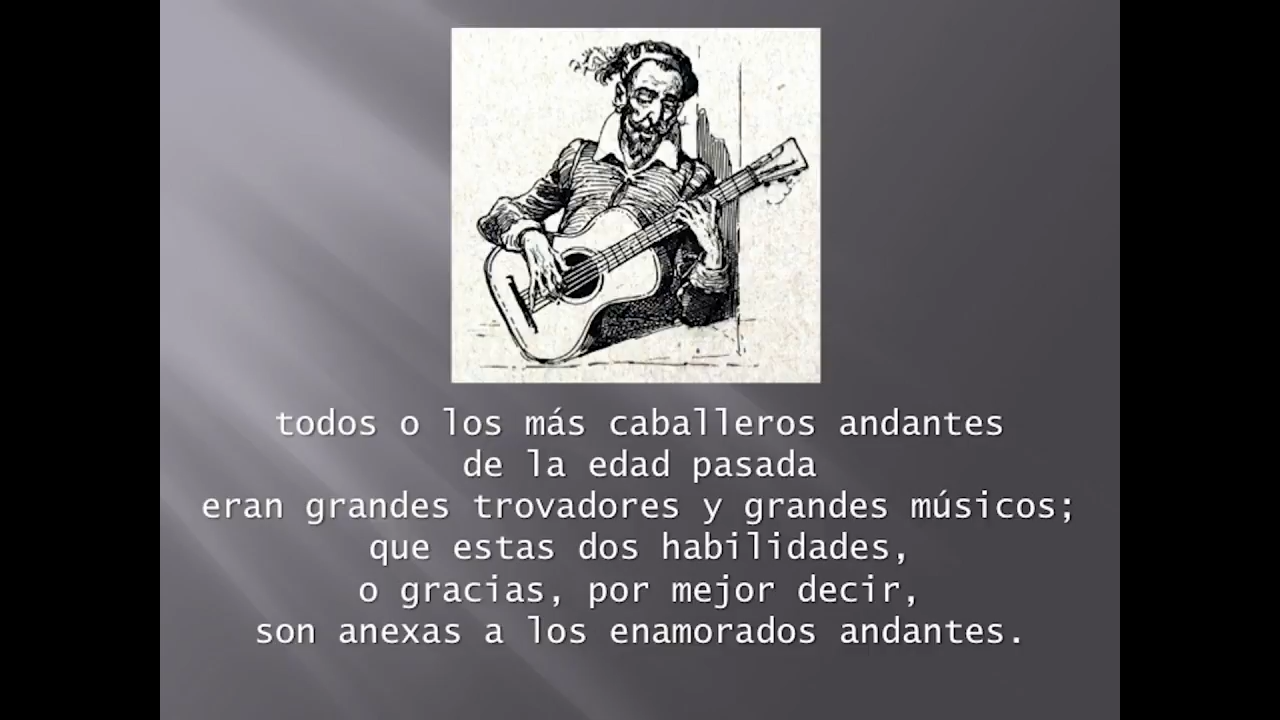 todos o los más caballeros andantes
de la edad pasada
eran grandes trovadores y grandes músicos;
que estas dos habilidades,
o gracias, por mejor decir,
son anexas a los enamorados andantes.